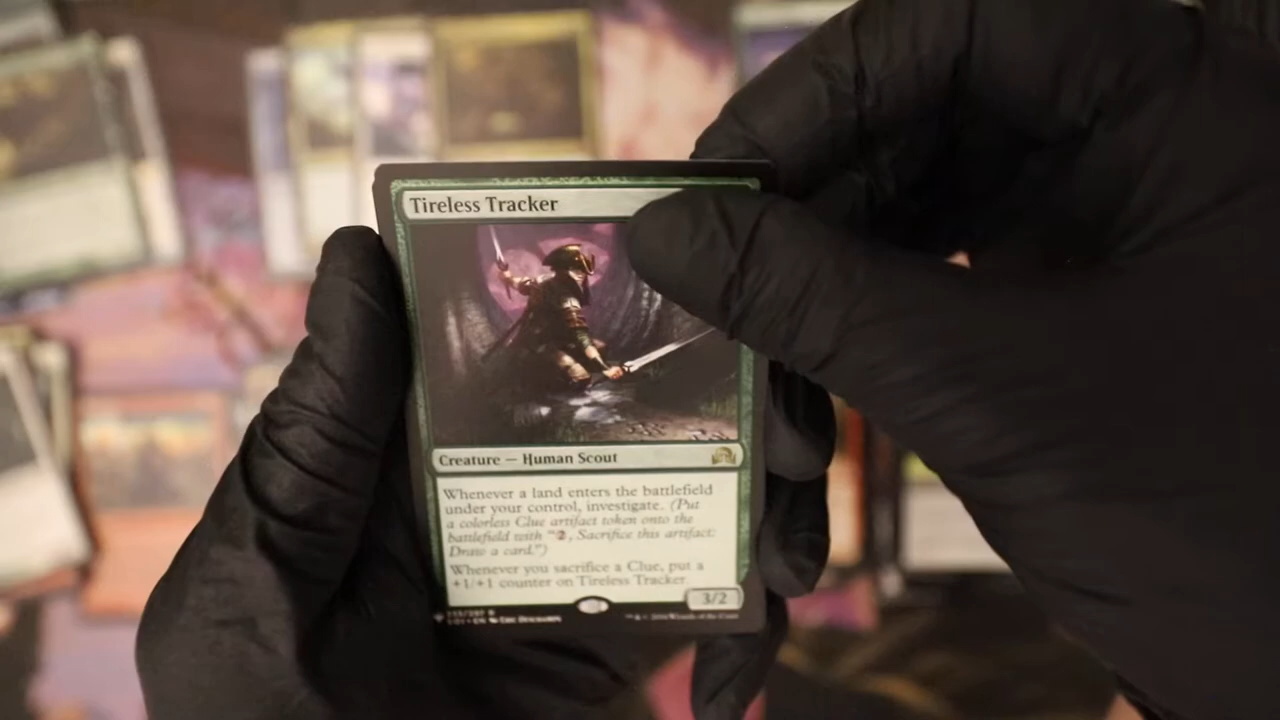 Tireless Tracker
Creature — Human Scout
Whenever a land enters the battlefield
under your control, investigate. (Put
a colorless Clue artifact token onto the
battlefield with "2, Sacrifice this artifact:
Draw a card.")
Whenever you sacrifice a Clue, put a
+1/+1 counter on Tireless Tracker.
3/2